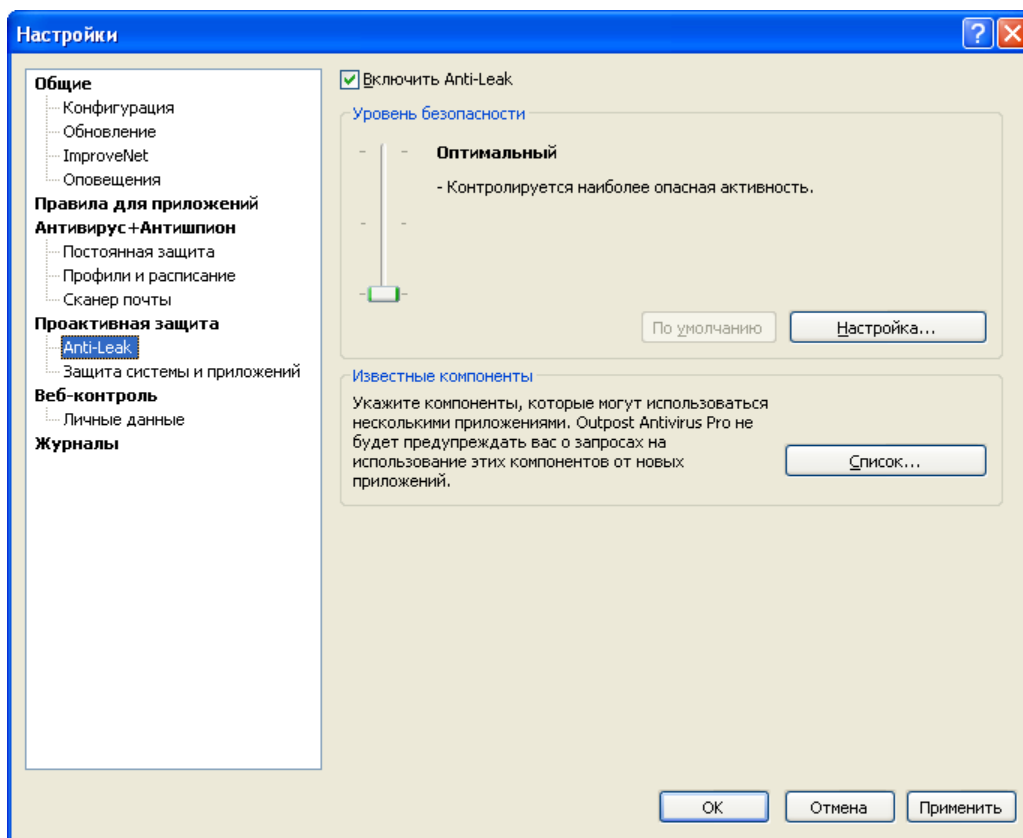 Настройки
Общие
Конфигурация
Обновление
ImproveNet
Оповещения
Правила для приложений
Антивирус+Антишпион
Постоянная защита
Профили и расписание
Сканер почты
Проактивная защита
Anti-Leak
Защита системы и приложений
Веб-контроль
Личные данные
Журналы
Включить Anti-Leak
Уровень безопасности
Оптимальный
- Контролируется наиболее опасная активность.
По умолчанию
Настройка...
Известные компоненты
Укажите компоненты, которые могут использоваться
несколькими приложениями. Outpost Antivirus Pro не
будет предупреждать вас о запросах на
использование этих компонентов от новых
приложений.
Список...
OK
Отмена
Применить